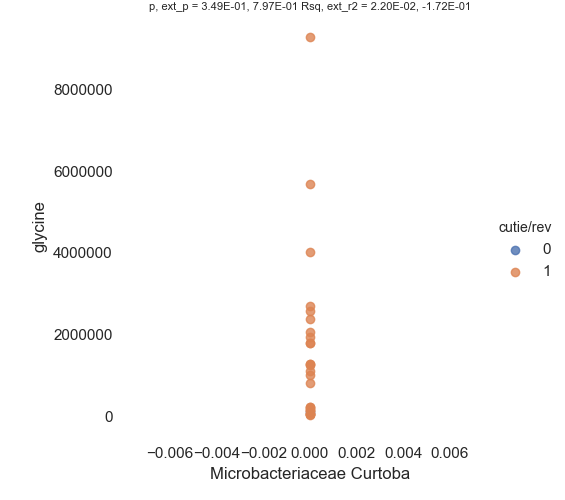 p, ext_p = 3.49E-01, 7.97E-01 Rsq, ext_r2 = 2.20E-02, -1.72E-01
8000000
6000000
4000000
2000000
0
glycine
cutie/rev
0
1
−0.006 −0.004 −0.002 0.000 0.002 0.004 0.006
Microbacteriaceae Curtoba